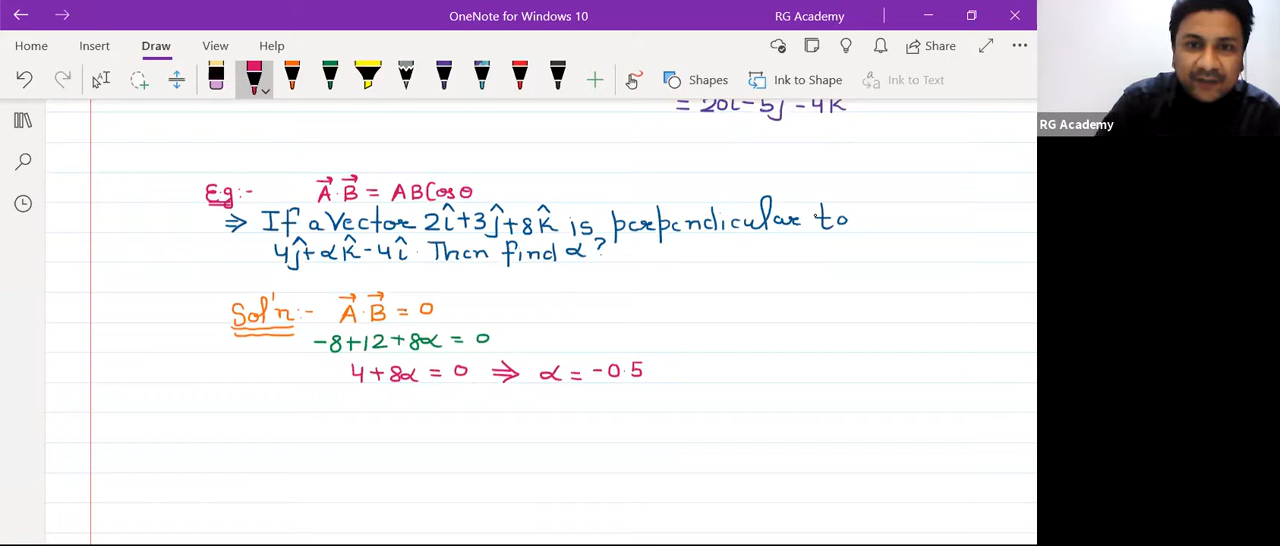 OneNote for Windows 10
RG Academy
Home Insert Draw View Help
Share
Shapes
Ink to Shape
Ink to Text
RG Academy
= 20i - 5j - 4k
E.g:- A⃗·B⃗ = AB Cosθ
⇒ If a Vector 2î+3ĵ+8k̂ is perpendicular to
4ĵ+αk̂-4î. Then find α?
Sol'n:- A⃗·B⃗ = 0
-8+12+8α = 0
4+8α = 0 ⇒ α = -0.5